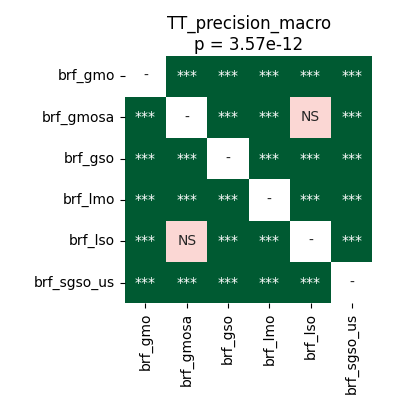 TT_precision_macro
p = 3.57e-12
brf_gmo - *** *** *** *** ***
brf_gmosa *** - *** *** NS ***
brf_gso *** *** - *** *** ***
brf_lmo *** *** *** - *** ***
brf_lso *** NS *** *** - ***
brf_sgso_us *** *** *** *** *** -
brf_gmo brf_gmosa brf_gso brf_lmo brf_lso brf_sgso_us